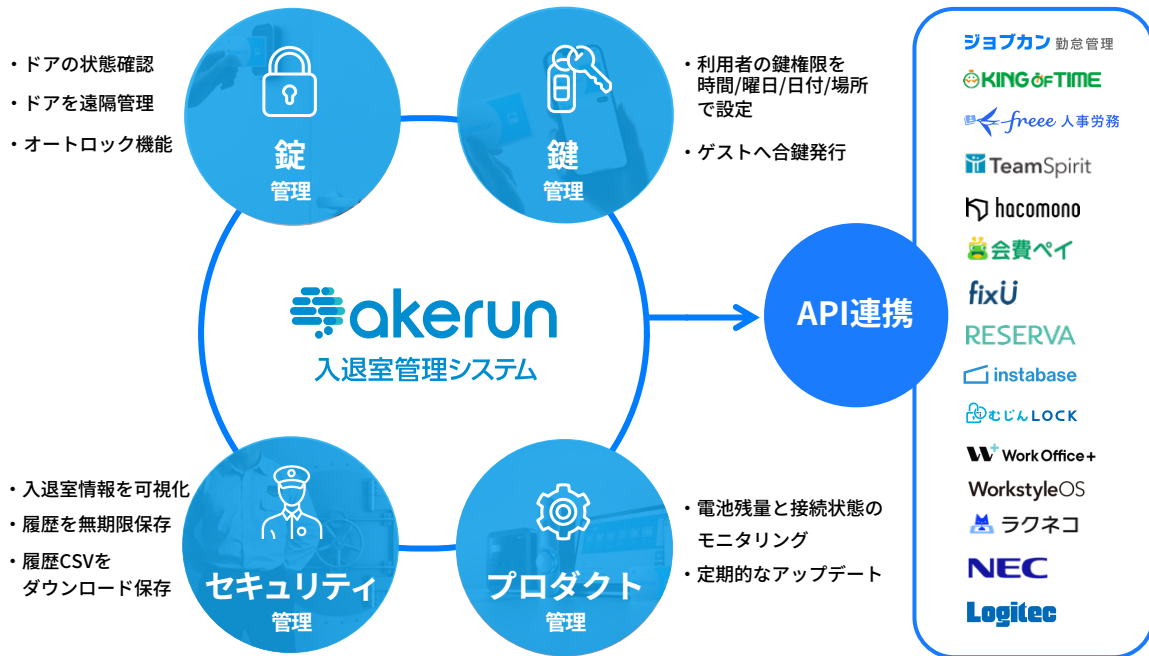 ・ドアの状態確認
・ドアを遠隔管理
・オートロック機能
錠
管理
鍵
管理
・利用者の鍵権限を
時間/曜日/日付/場所
で設定
・ゲストへ合鍵発行
akerun
入退室管理システム
API連携
・入退室情報を可視化
・履歴を無期限保存
・履歴CSVを
ダウンロード保存
セキュリティ
管理
プロダクト
管理
・電池残量と接続状態の
モニタリング
・定期的なアップデート
ジョブカン 勤怠管理
KING OF TIME
freee 人事労務
TeamSpirit
hacomono
会費ペイ
fixU
RESERVA
instabase
むじんLOCK
Work Office+
WorkstyleOS
ラクネコ
NEC
Logitec